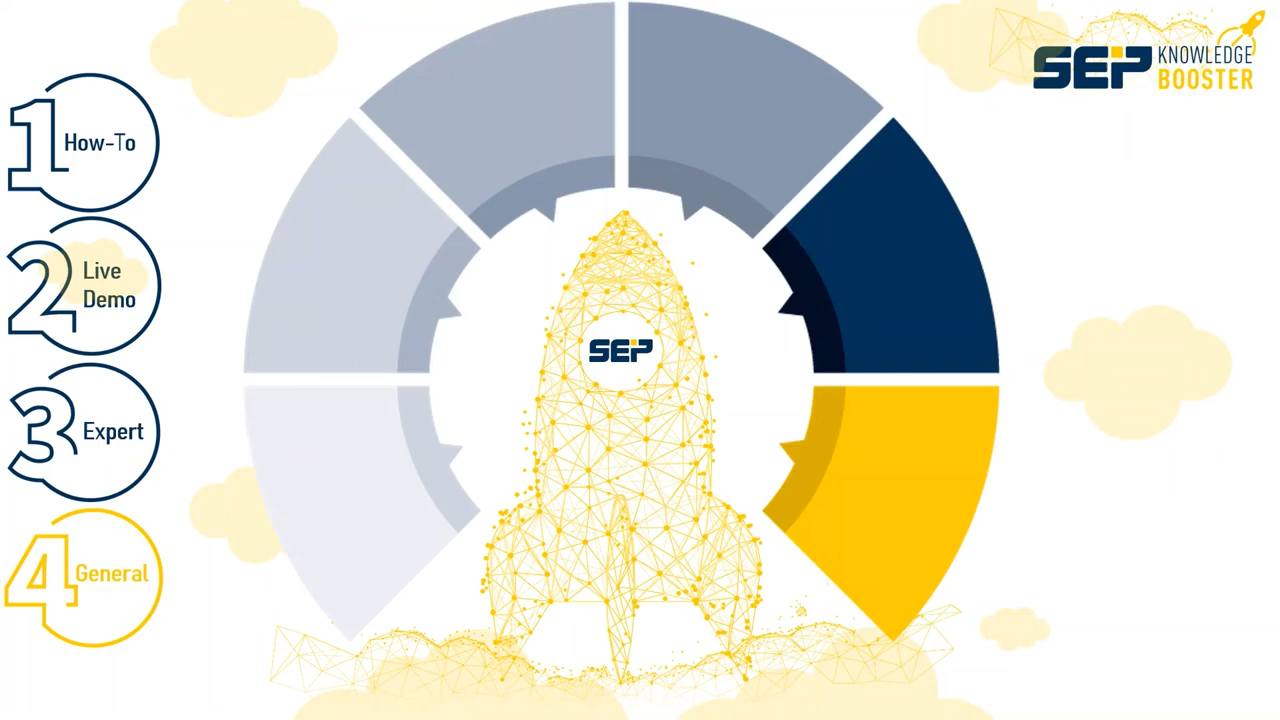 1 How-To
2 Live
Demo
3 Expert
4 General
SEP
SEP KNOWLEDGE
BOOSTER